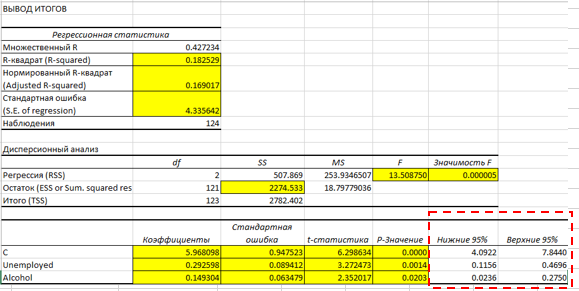 ВЫВОД ИТОГОВ
Регрессионная статистика
Множественный R 0.427234
R-квадрат (R-squared) 0.182529
Нормированный R-квадрат
(Adjusted R-squared) 0.169017
Стандартная ошибка
(S.E. of regression) 4.335642
Наблюдения 124
Дисперсионный анализ
df SS MS F Значимость F
Регрессия (RSS) 2 507.869 253.9346507 13.508750 0.000005
Остаток (ESS or Sum. squared res 121 2274.533 18.79779036
Итого (TSS) 123 2782.402
Стандартная
Коэффициенты ошибка t-статистика P-Значение Нижние 95% Верхние 95%
C 5.968098 0.947523 6.298634 0.0000 4.0922 7.8440
Unemployed 0.292598 0.089412 3.272473 0.0014 0.1156 0.4696
Alcohol 0.149304 0.063479 2.352017 0.0203 0.0236 0.2750